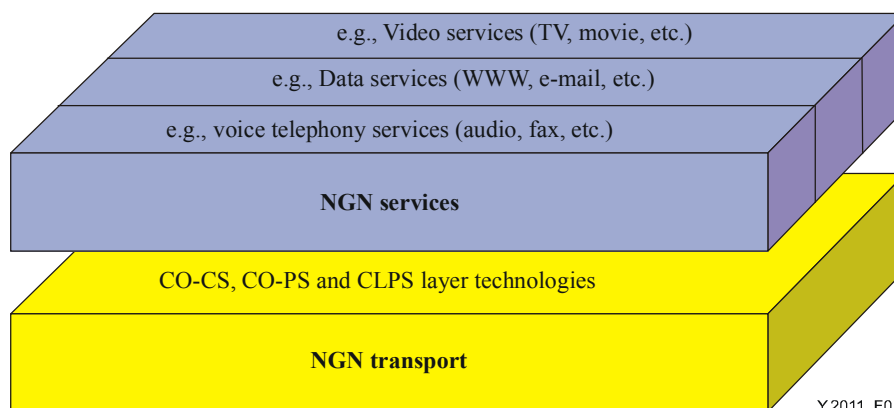 e.g., Video services (TV, movie, etc.)
e.g., Data services (WWW, e-mail, etc.)
e.g., voice telephony services (audio, fax, etc.)
NGN services
CO-CS, CO-PS and CLPS layer technologies
NGN transport